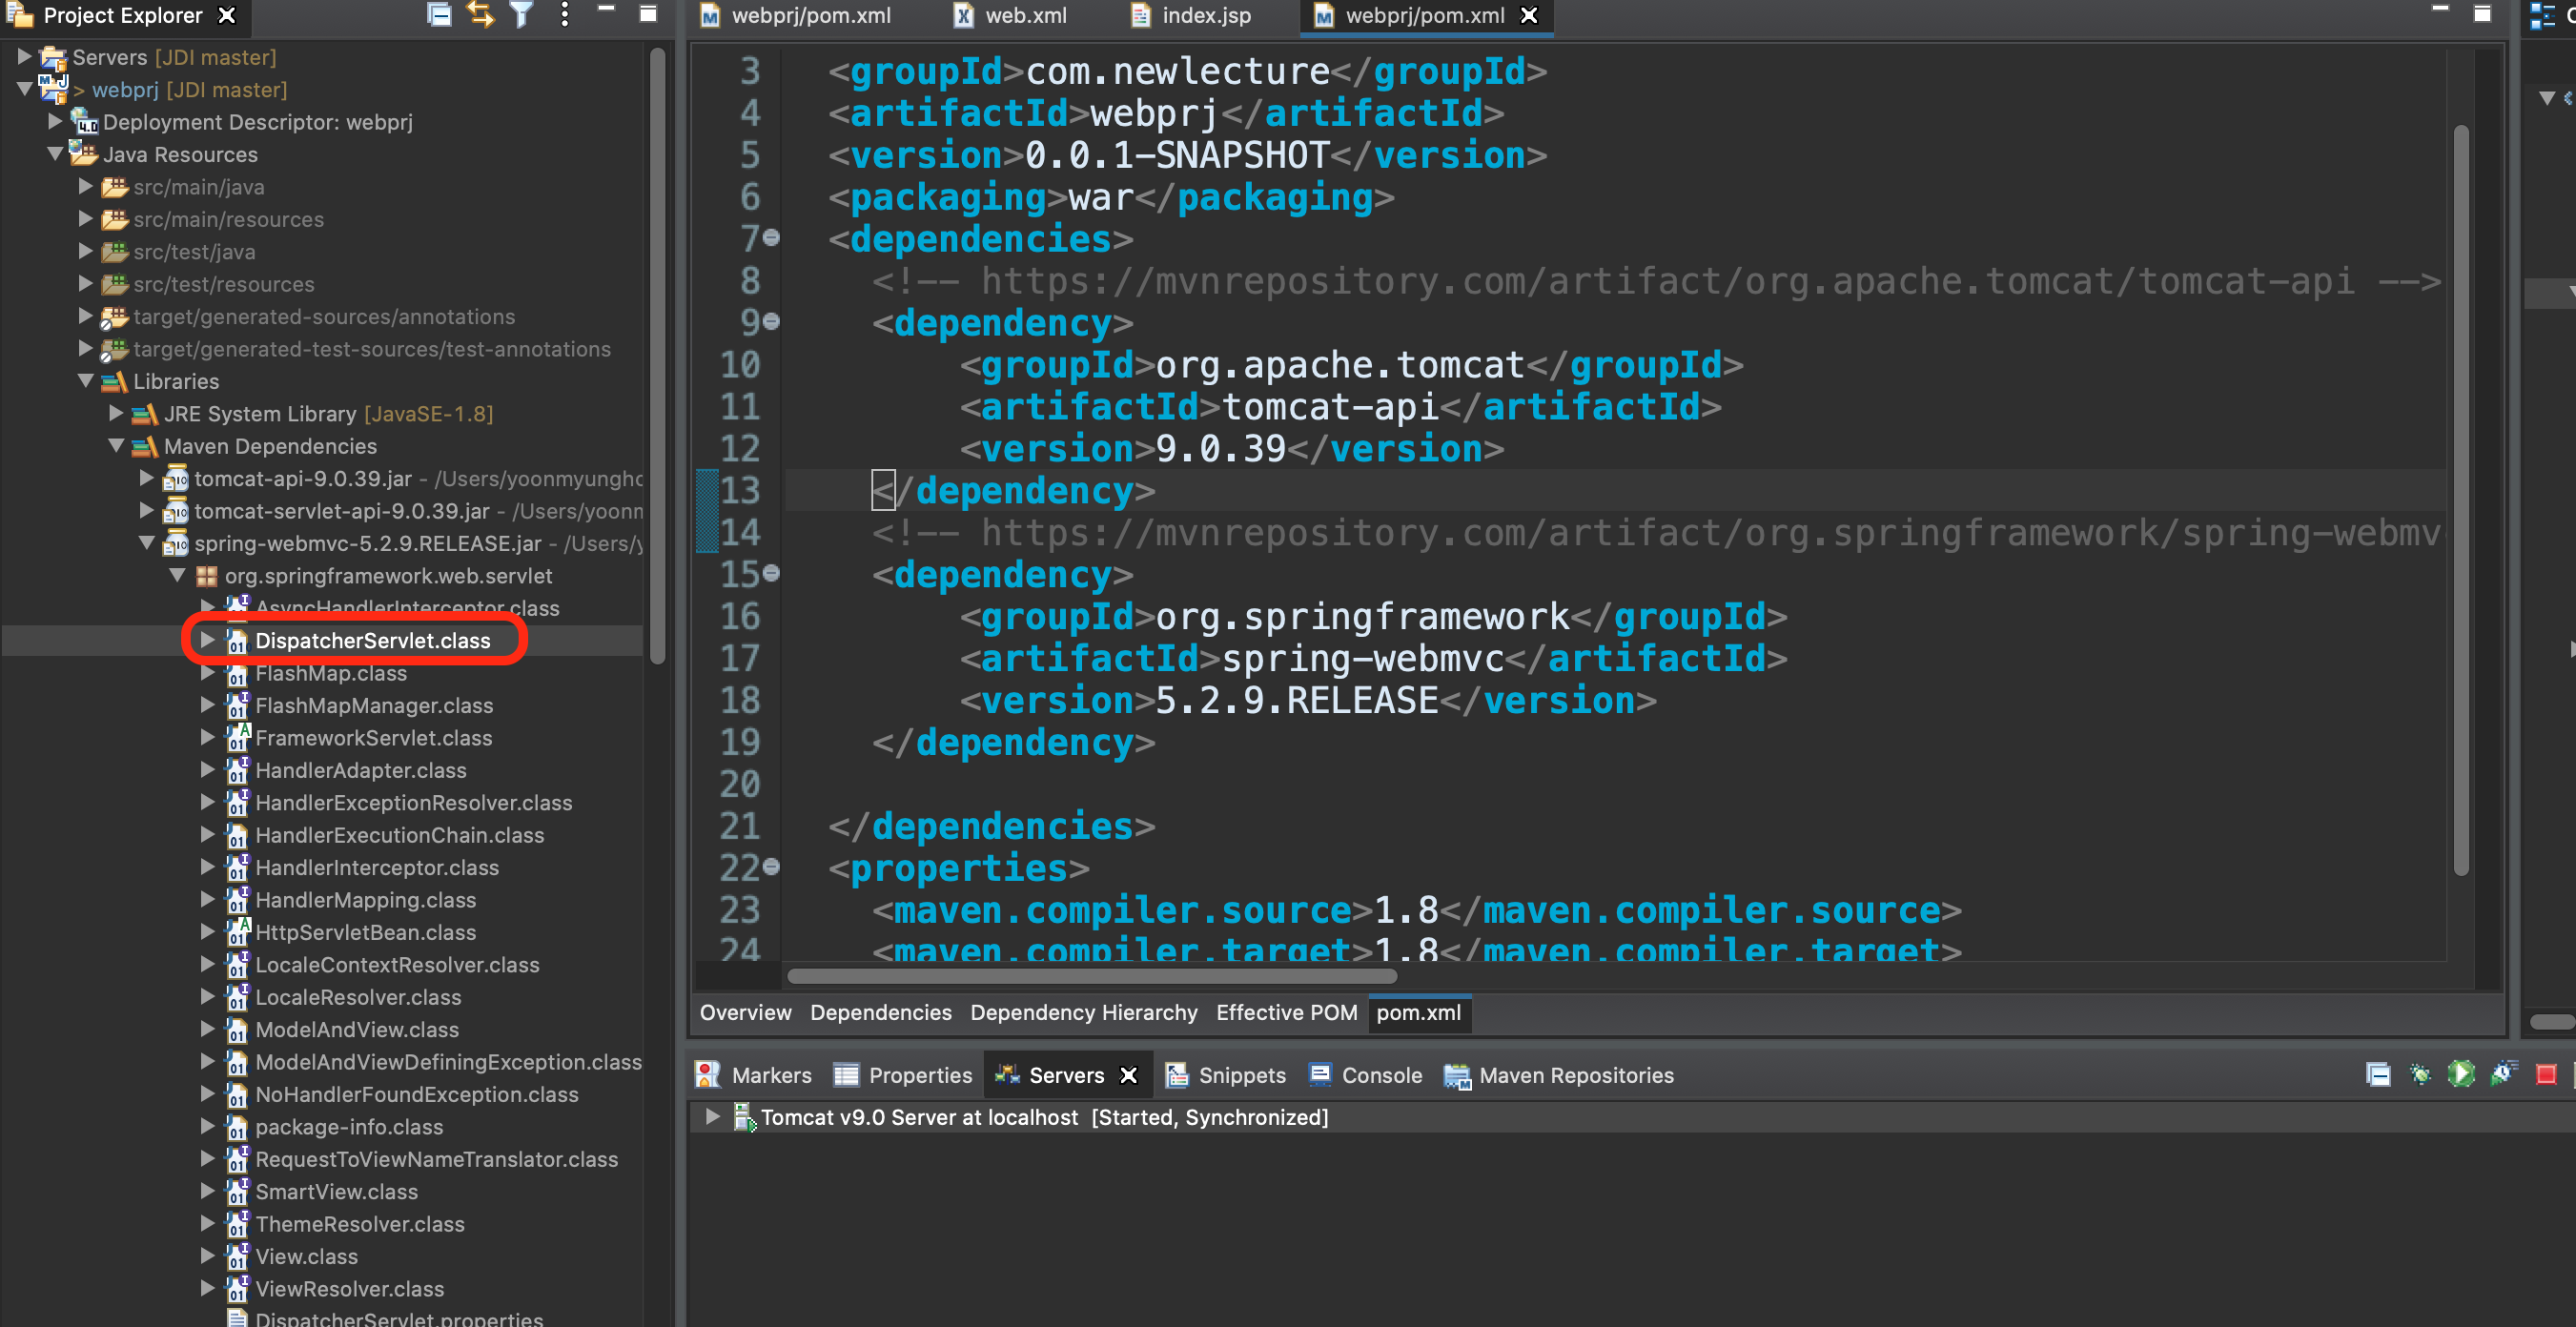 Project Explorer
Servers [JDI master]
> webprj [JDI master]
Deployment Descriptor: webprj
Java Resources
src/main/java
src/main/resources
src/test/java
src/test/resources
target/generated-sources/annotations
target/generated-test-sources/test-annotations
Libraries
JRE System Library [JavaSE-1.8]
Maven Dependencies
tomcat-api-9.0.39.jar - /Users/yoonmyungho
tomcat-servlet-api-9.0.39.jar - /Users/yoonm
spring-webmvc-5.2.9.RELEASE.jar - /Users/y
org.springframework.web.servlet
AsyncHandlerInterceptor.class
DispatcherServlet.class
FlashMap.class
FlashMapManager.class
FrameworkServlet.class
HandlerAdapter.class
HandlerExceptionResolver.class
HandlerExecutionChain.class
HandlerInterceptor.class
HandlerMapping.class
HttpServletBean.class
LocaleContextResolver.class
LocaleResolver.class
ModelAndView.class
ModelAndViewDefiningException.class
NoHandlerFoundException.class
package-info.class
RequestToViewNameTranslator.class
SmartView.class
ThemeResolver.class
View.class
ViewResolver.class
DispatcherServlet.properties
webprj/pom.xml web.xml index.jsp webprj/pom.xml
3 <groupId>com.newlecture</groupId>
4 <artifactId>webprj</artifactId>
5 <version>0.0.1-SNAPSHOT</version>
6 <packaging>war</packaging>
7 <dependencies>
8 <!-- https://mvnrepository.com/artifact/org.apache.tomcat/tomcat-api -->
9 <dependency>
10 <groupId>org.apache.tomcat</groupId>
11 <artifactId>tomcat-api</artifactId>
12 <version>9.0.39</version>
13 </dependency>
14 <!-- https://mvnrepository.com/artifact/org.springframework/spring-webmv
15 <dependency>
16 <groupId>org.springframework</groupId>
17 <artifactId>spring-webmvc</artifactId>
18 <version>5.2.9.RELEASE</version>
19 </dependency>
20
21 </dependencies>
22 <properties>
23 <maven.compiler.source>1.8</maven.compiler.source>
24 <maven.compiler.target>1.8</maven.compiler.target>
Overview Dependencies Dependency Hierarchy Effective POM pom.xml
Markers Properties Servers Snippets Console Maven Repositories
Tomcat v9.0 Server at localhost [Started, Synchronized]